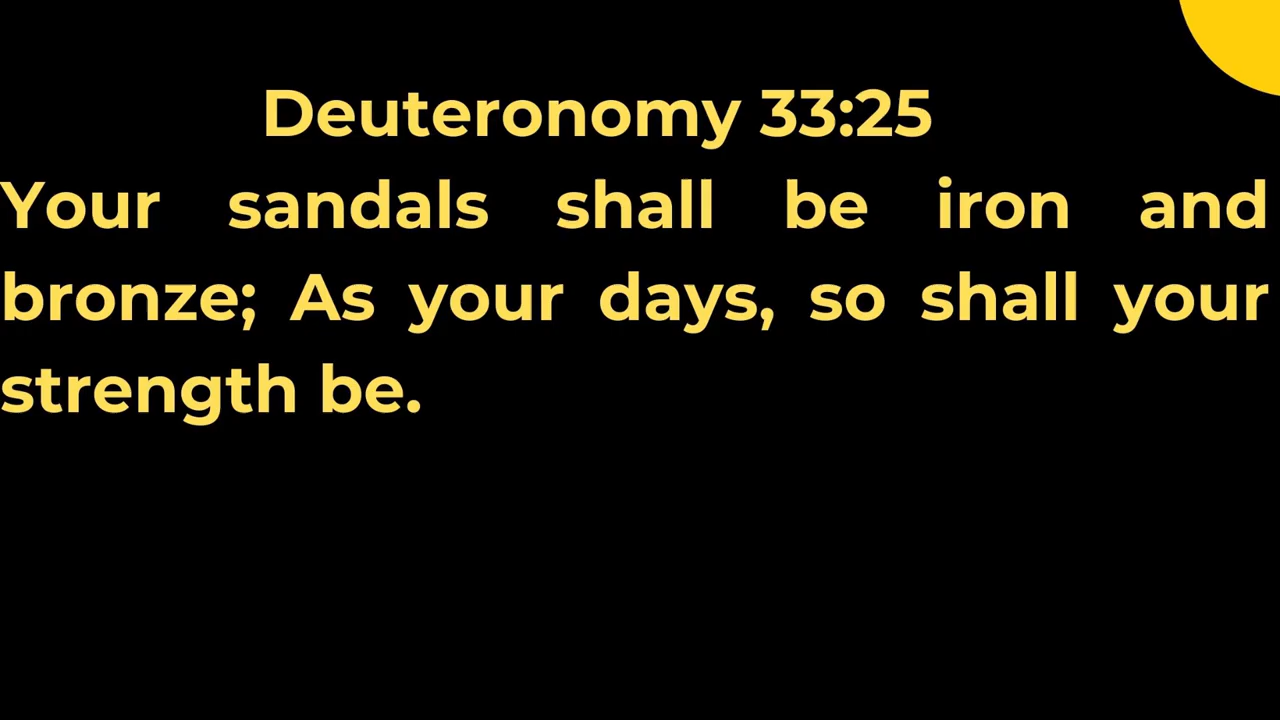 Deuteronomy 33:25
Your sandals shall be iron and
bronze; As your days, so shall your
strength be.